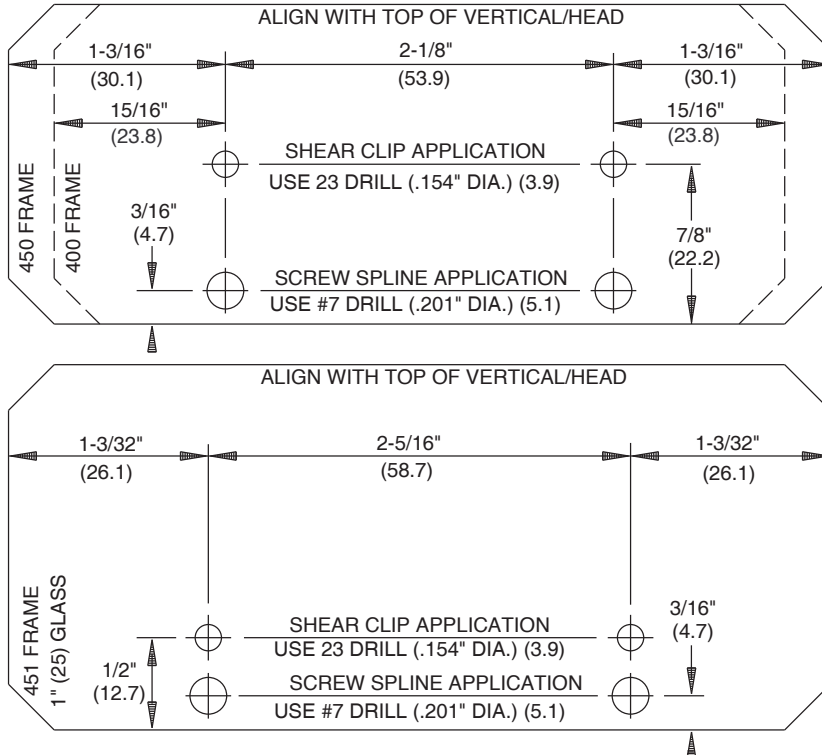 ALIGN WITH TOP OF VERTICAL/HEAD
1-3/16" 2-1/8" 1-3/16"
(30.1) (53.9) (30.1)
15/16" 15/16"
(23.8) (23.8)
SHEAR CLIP APPLICATION
USE 23 DRILL (.154" DIA.) (3.9)
450 FRAME
400 FRAME
3/16"
(4.7)
7/8"
(22.2)
SCREW SPLINE APPLICATION
USE #7 DRILL (.201" DIA.) (5.1)
ALIGN WITH TOP OF VERTICAL/HEAD
1-3/32" 2-5/16" 1-3/32"
(26.1) (58.7) (26.1)
451 FRAME
1" (25) GLASS
SHEAR CLIP APPLICATION
USE 23 DRILL (.154" DIA.) (3.9)
3/16"
(4.7)
1/2"
(12.7)
SCREW SPLINE APPLICATION
USE #7 DRILL (.201" DIA.) (5.1)